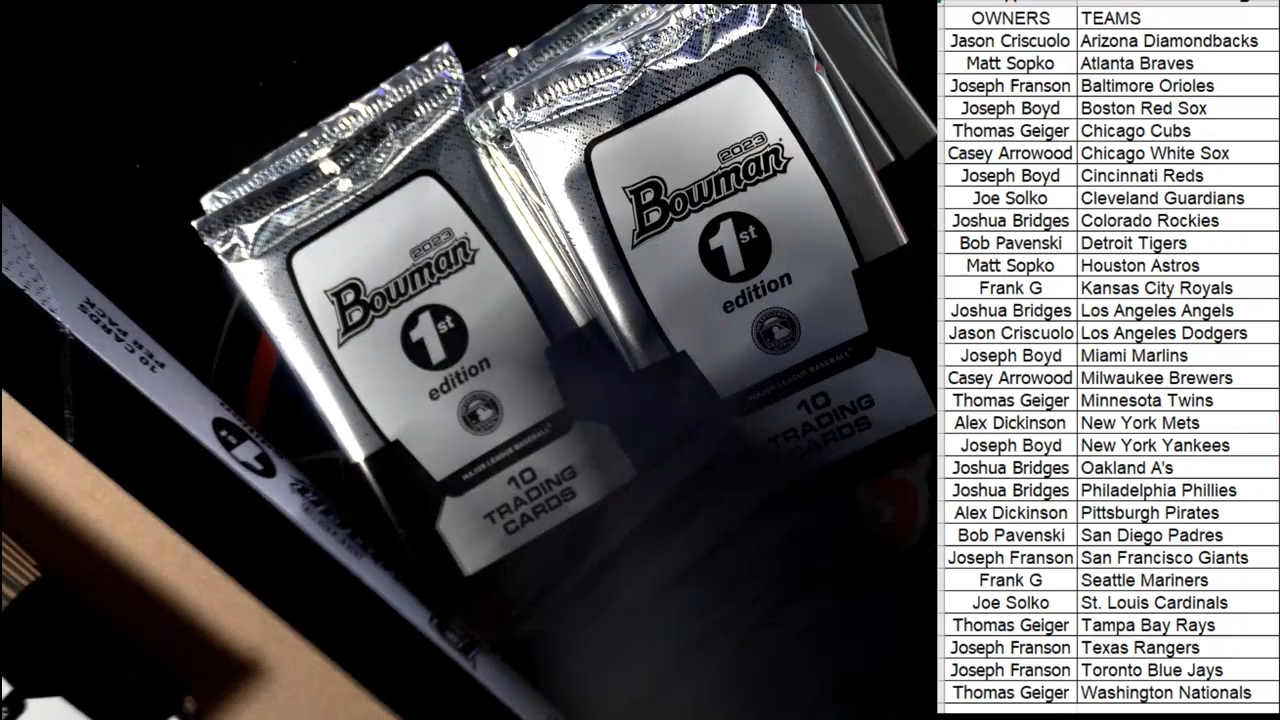 2023
Bowman
1st
edition
MAJOR LEAGUE BASEBALL
10
TRADING
CARDS
2023
Bowman
1st
edition
MAJOR LEAGUE BASEBALL
10
TRADING
CARDS
10 CARDS
PER PACK
OWNERS TEAMS
Jason Criscuolo Arizona Diamondbacks
Matt Sopko Atlanta Braves
Joseph Franson Baltimore Orioles
Joseph Boyd Boston Red Sox
Thomas Geiger Chicago Cubs
Casey Arrowood Chicago White Sox
Joseph Boyd Cincinnati Reds
Joe Solko Cleveland Guardians
Joshua Bridges Colorado Rockies
Bob Pavenski Detroit Tigers
Matt Sopko Houston Astros
Frank G Kansas City Royals
Joshua Bridges Los Angeles Angels
Jason Criscuolo Los Angeles Dodgers
Joseph Boyd Miami Marlins
Casey Arrowood Milwaukee Brewers
Thomas Geiger Minnesota Twins
Alex Dickinson New York Mets
Joseph Boyd New York Yankees
Joshua Bridges Oakland A's
Joshua Bridges Philadelphia Phillies
Alex Dickinson Pittsburgh Pirates
Bob Pavenski San Diego Padres
Joseph Franson San Francisco Giants
Frank G Seattle Mariners
Joe Solko St. Louis Cardinals
Thomas Geiger Tampa Bay Rays
Joseph Franson Texas Rangers
Joseph Franson Toronto Blue Jays
Thomas Geiger Washington Nationals